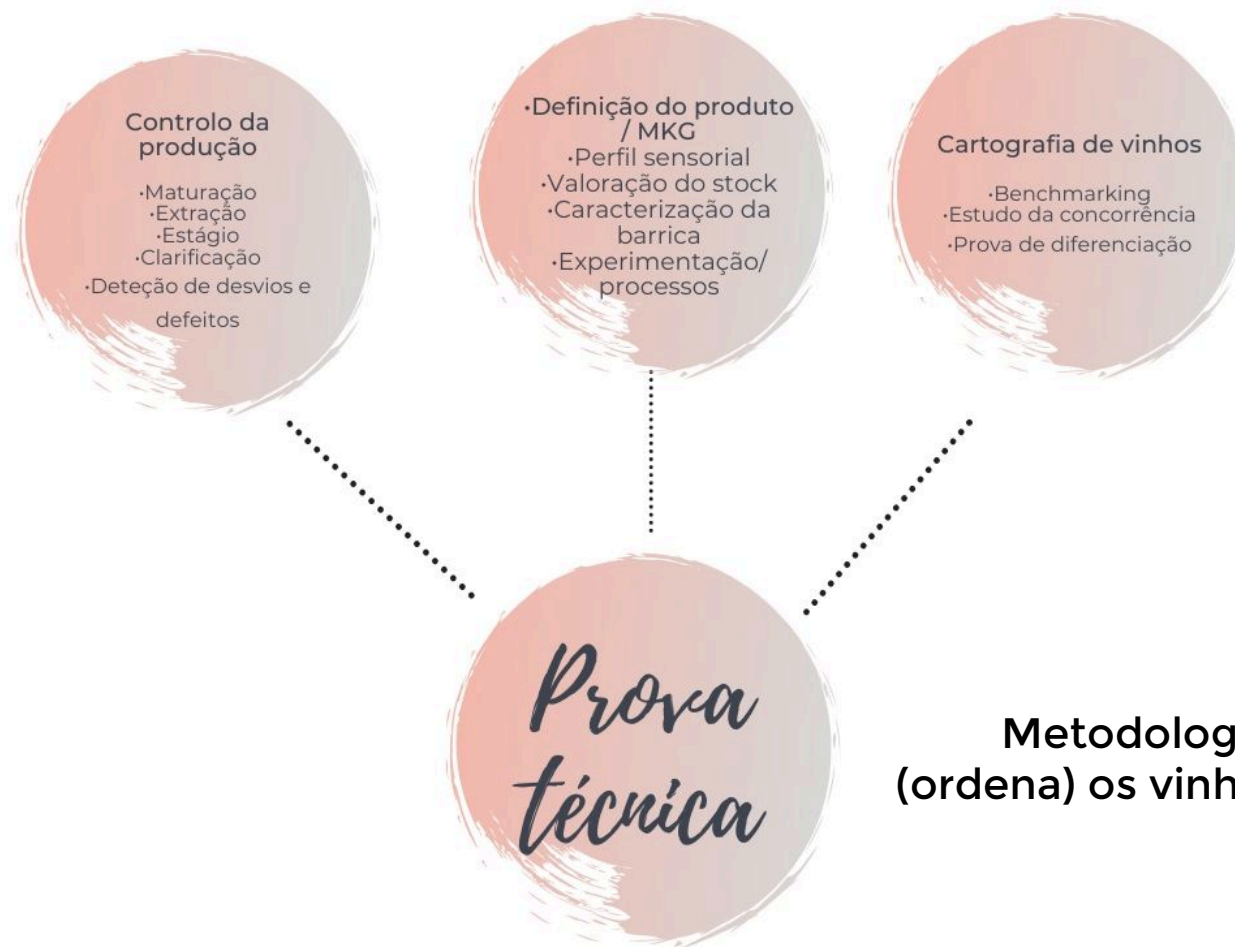 Controlo da
produção
·Maturação
·Extração
·Estágio
·Clarificação
·Deteção de desvios e
defeitos
·Definição do produto
/ MKG
·Perfil sensorial
·Valoração do stock
·Caracterização da
barrica
·Experimentação/
processos
Cartografia de vinhos
·Benchmarking
·Estudo da concorrência
·Prova de diferenciação
Prova
técnica
Metodolog
(ordena) os vinh